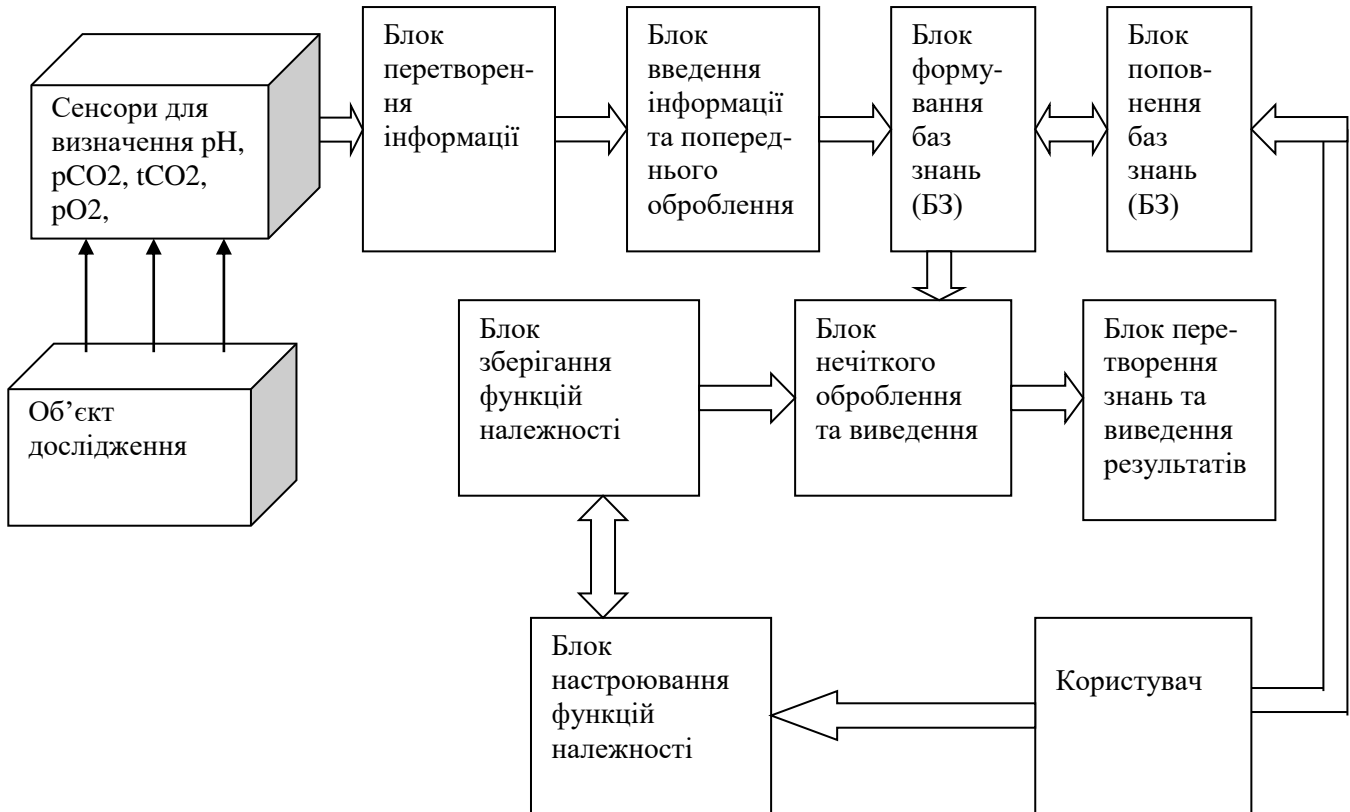 Сенсори для
визначення pH,
pCO2, tCO2,
pO2,
Блок
перетворен-
ня
інформації
Блок
введення
інформації
та поперед-
нього
оброблення
Блок
форму-
вання
баз
знань
(БЗ)
Блок
попов-
нення
баз
знань
(БЗ)
Об’єкт
дослідження
Блок
зберігання
функцій
належності
Блок
нечіткого
оброблення
та виведення
Блок пере-
творення
знань та
виведення
результатів
Блок
настроювання
функцій
належності
Користувач